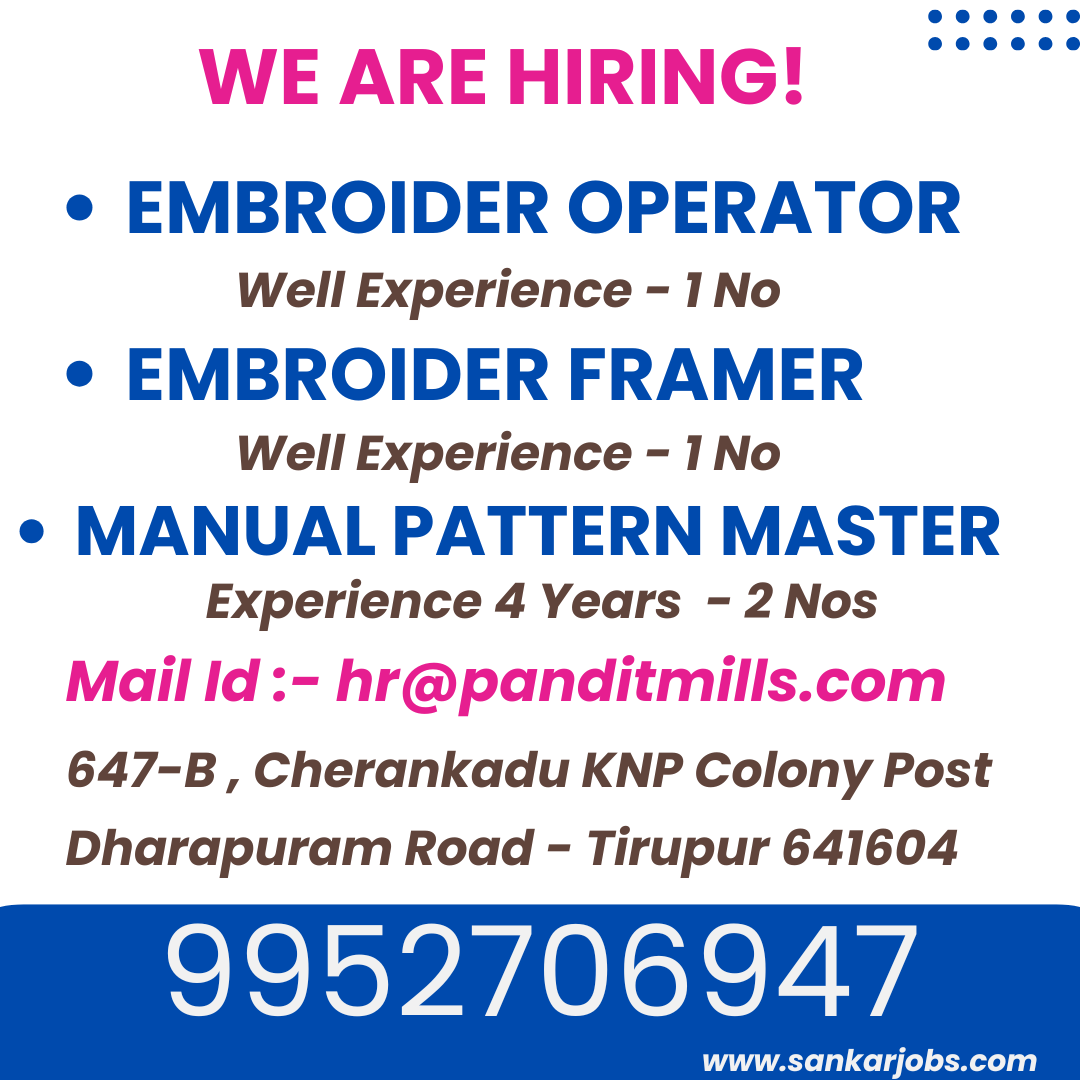 WE ARE HIRING!
• EMBROIDER OPERATOR
Well Experience - 1 No
• EMBROIDER FRAMER
Well Experience - 1 No
• MANUAL PATTERN MASTER
Experience 4 Years - 2 Nos
Mail Id :- hr@panditmills.com
647-B , Cherankadu KNP Colony Post
Dharapuram Road - Tirupur 641604
9952706947
www.sankarjobs.com